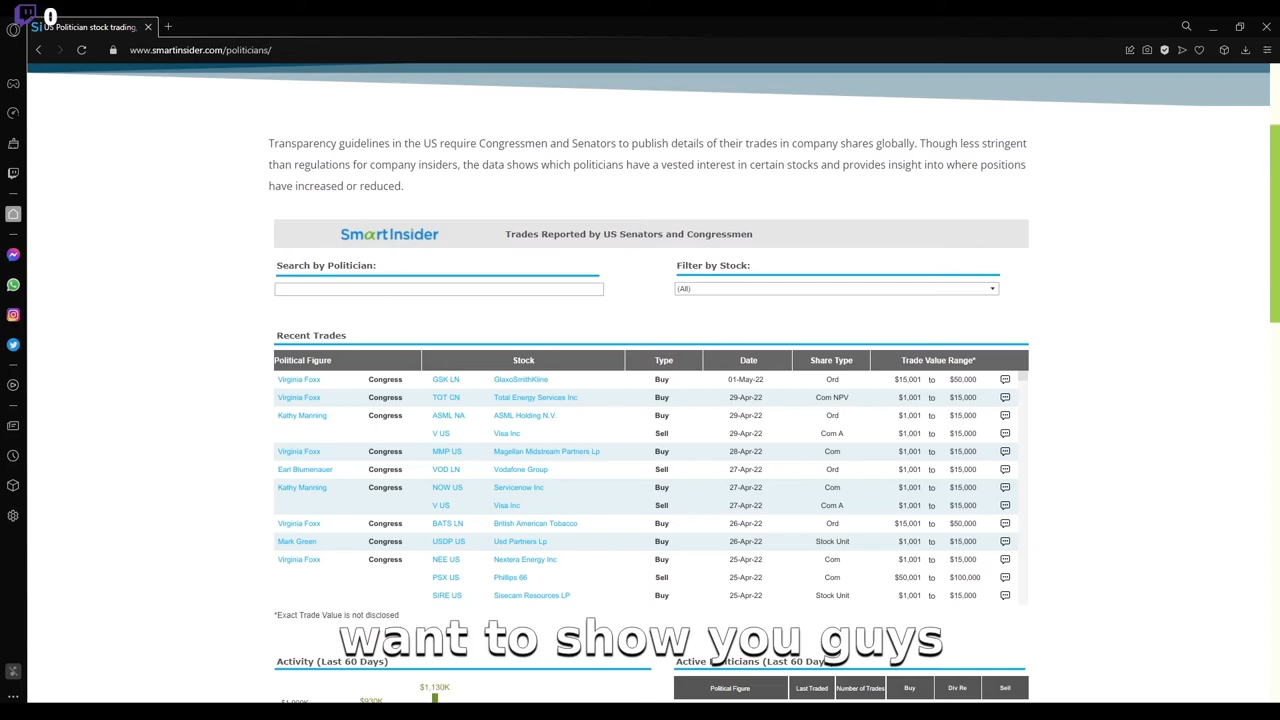 0
Si US Politician stock trading,
www.smartinsider.com/politicians/
Transparency guidelines in the US require Congressmen and Senators to publish details of their trades in company shares globally. Though less stringent
than regulations for company insiders, the data shows which politicians have a vested interest in certain stocks and provides insight into where positions
have increased or reduced.
SmartInsider Trades Reported by US Senators and Congressmen
Search by Politician: Filter by Stock:
(All)
Recent Trades
Political Figure Stock Type Date Share Type Trade Value Range*
Virginia Foxx Congress GSK LN GlaxoSmithKline Buy 01-May-22 Ord $15,001 to $50,000
Virginia Foxx Congress TOT CN Total Energy Services Inc Buy 29-Apr-22 Com NPV $1,001 to $15,000
Kathy Manning Congress ASML NA ASML Holding N.V. Buy 29-Apr-22 Ord $1,001 to $15,000
V US Visa Inc Sell 29-Apr-22 Com A $1,001 to $15,000
Virginia Foxx Congress MMP US Magellan Midstream Partners Lp Buy 28-Apr-22 Com $1,001 to $15,000
Earl Blumenauer Congress VOD LN Vodafone Group Sell 27-Apr-22 Ord $1,001 to $15,000
Kathy Manning Congress NOW US Servicenow Inc Buy 27-Apr-22 Com $1,001 to $15,000
V US Visa Inc Sell 27-Apr-22 Com A $1,001 to $15,000
Virginia Foxx Congress BATS LN British American Tobacco Buy 26-Apr-22 Ord $15,001 to $50,000
Mark Green Congress USDP US Usd Partners Lp Buy 26-Apr-22 Stock Unit $1,001 to $15,000
Virginia Foxx Congress NEE US Nextera Energy Inc Buy 25-Apr-22 Com $1,001 to $15,000
PSX US Phillips 66 Sell 25-Apr-22 Com $50,001 to $100,000
SIRE US Sisecam Resources LP Buy 25-Apr-22 Stock Unit $1,001 to $15,000
*Exact Trade Value is not disclosed
want to show you guys
Activity (Last 60 Days) Active Politicians (Last 60 Day
Political Figure Last Traded Number of Trades Buy Div Re Sell
$1,130K
$930K